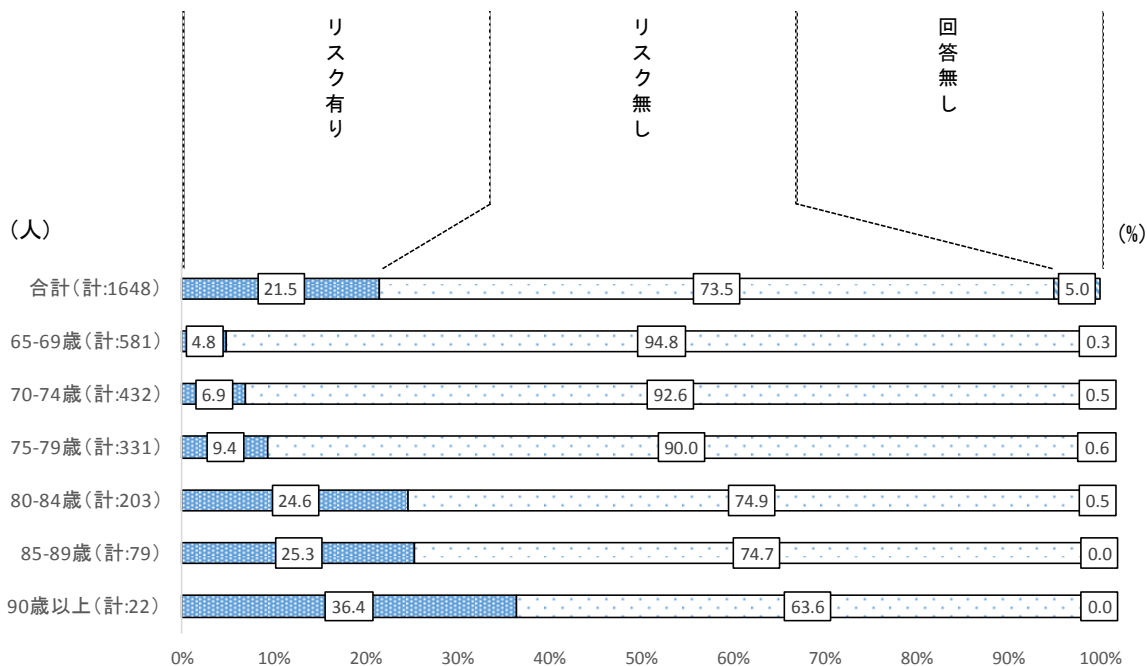 リスク有り
リスク無し
回答無し
(人)
(%)
合計(計:1648)
21.5
73.5
5.0
65-69歳(計:581)
4.8
94.8
0.3
70-74歳(計:432)
6.9
92.6
0.5
75-79歳(計:331)
9.4
90.0
0.6
80-84歳(計:203)
24.6
74.9
0.5
85-89歳(計:79)
25.3
74.7
0.0
90歳以上(計:22)
36.4
63.6
0.0
0% 10% 20% 30% 40% 50% 60% 70% 80% 90% 100%